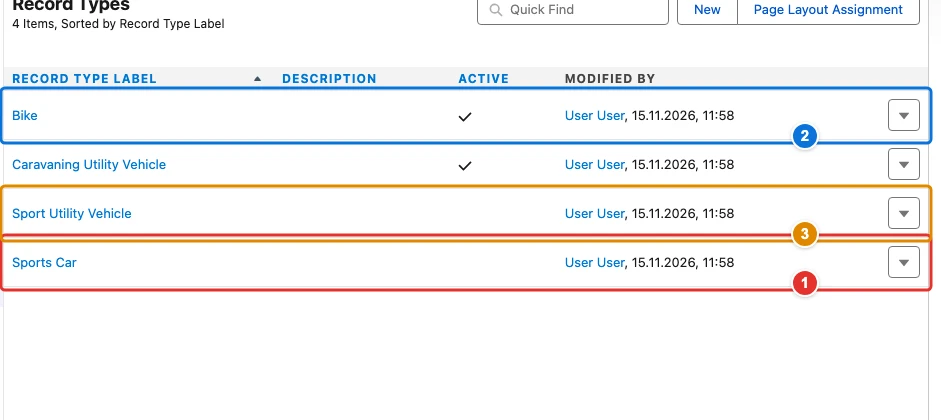 Record Types
4 Items, Sorted by Record Type Label
Quick Find
New
Page Layout Assignment
RECORD TYPE LABEL DESCRIPTION ACTIVE MODIFIED BY
Bike User User, 15.11.2026, 11:58
2
Caravaning Utility Vehicle User User, 15.11.2026, 11:58
Sport Utility Vehicle User User, 15.11.2026, 11:58
3
Sports Car User User, 15.11.2026, 11:58
1